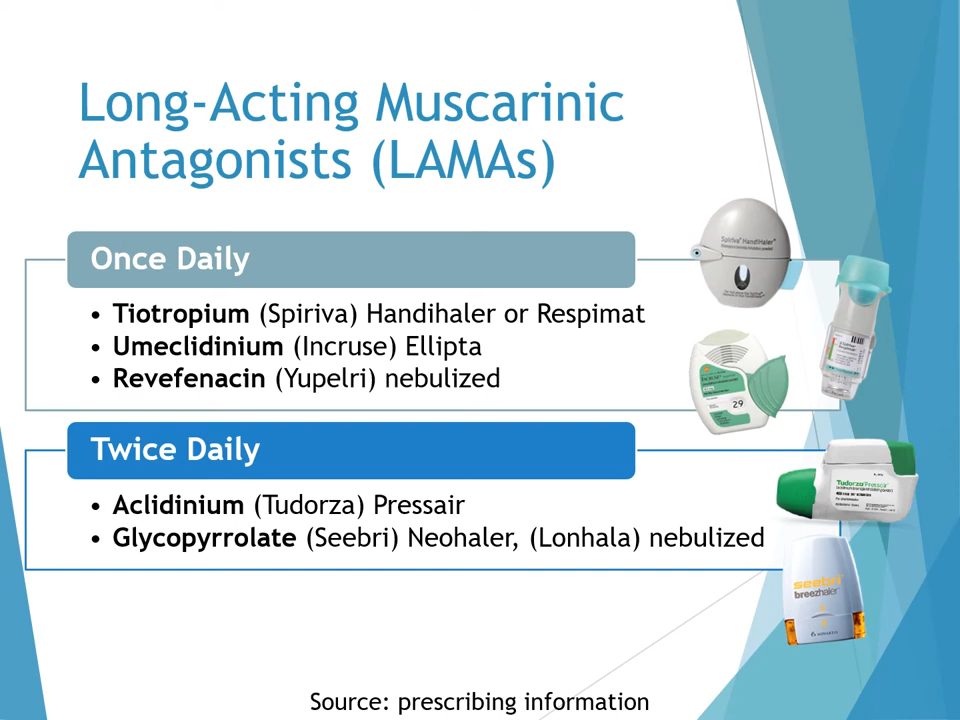 Long-Acting Muscarinic
Antagonists (LAMAs)
Once Daily
• Tiotropium (Spiriva) Handihaler or Respimat
• Umeclidinium (Incruse) Ellipta
• Revefenacin (Yupelri) nebulized
Spiriva® HandiHaler®
29
Twice Daily
• Aclidinium (Tudorza) Pressair
• Glycopyrrolate (Seebri) Neohaler, (Lonhala) nebulized
Tudorza® Pressair®
seebri
breezhaler
NOVARTIS
Source: prescribing information